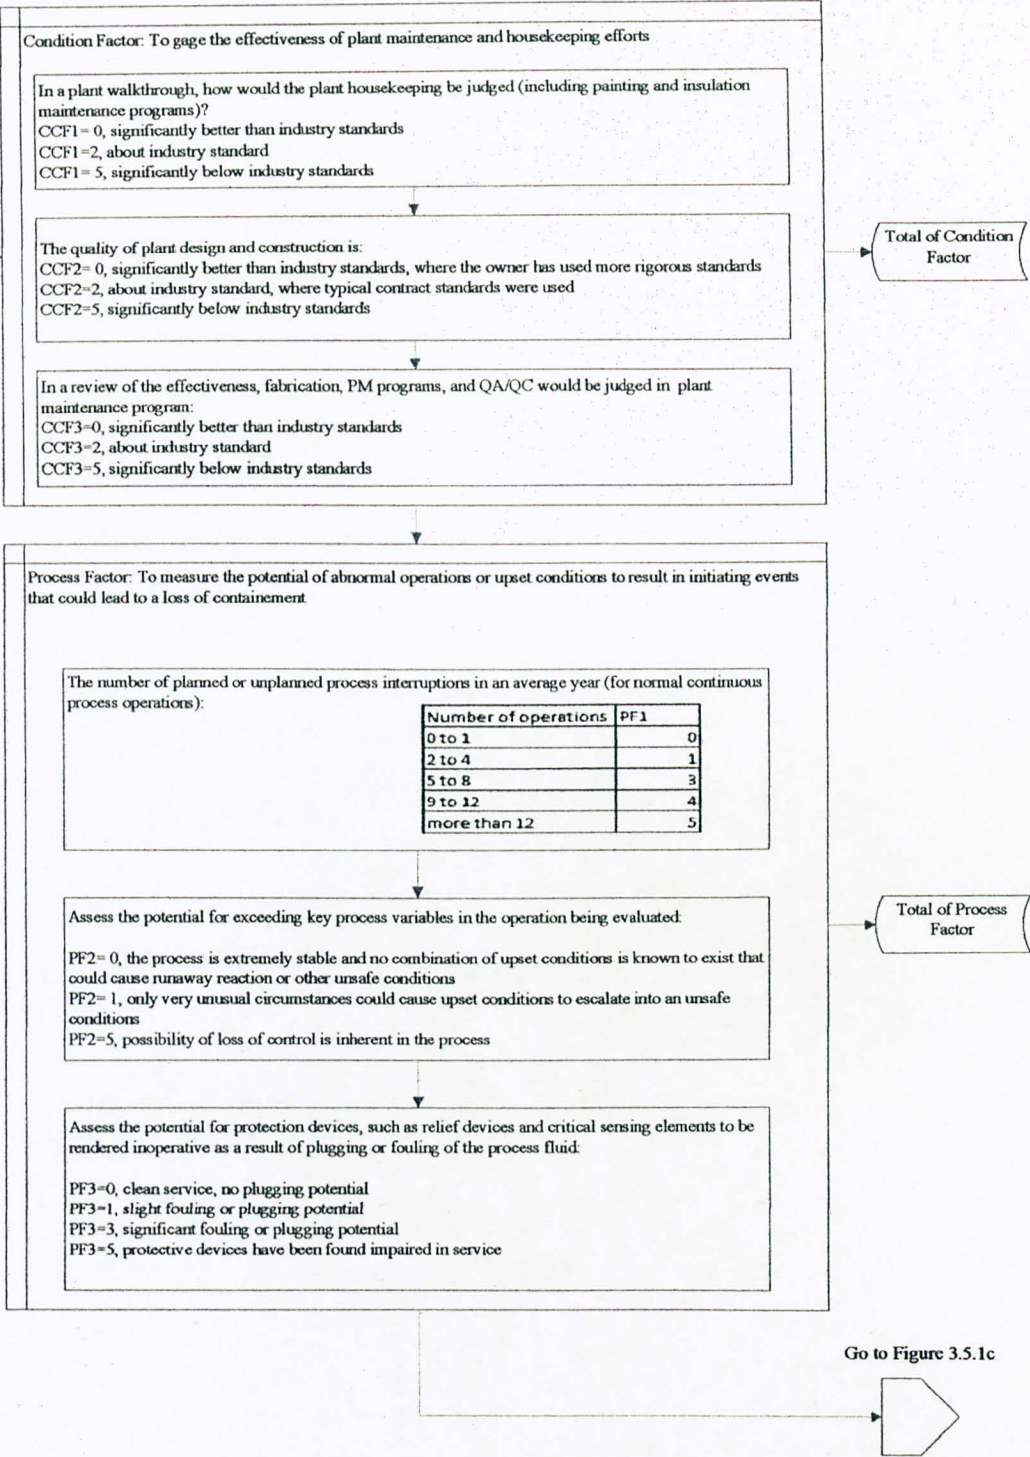 Condition Factor: To gage the effectiveness of plant maintenance and housekeeping efforts
In a plant walkthrough, how would the plant housekeeping be judged (including painting and insulation
maintenance programs)?
CCF1= 0, significantly better than industry standards
CCF1=2, about industry standard
CCF1= 5, significantly below industry standards
The quality of plant design and construction is:
CCF2= 0, significantly better than industry standards, where the owner has used more rigorous standards
CCF2=2, about industry standard, where typical contract standards were used
CCF2=5, significantly below industry standards
Total of Condition
Factor
In a review of the effectiveness, fabrication, PM programs, and QA/QC would be judged in plant
maintenance program:
CCF3=0, significantly better than industry standards
CCF3=2, about industry standard
CCF3=5, significantly below industry standards
Process Factor: To measure the potential of abnormal operations or upset conditions to result in initiating events
that could lead to a loss of containement
The number of planned or unplanned process interruptions in an average year (for normal continuous
process operations):
Number of operations PF1
0 to 1 0
2 to 4 1
5 to 8 3
9 to 12 4
more than 12 5
Assess the potential for exceeding key process variables in the operation being evaluated:
PF2= 0, the process is extremely stable and no combination of upset conditions is known to exist that
could cause runaway reaction or other unsafe conditions
PF2= 1, only very unusual circumstances could cause upset conditions to escalate into an unsafe
conditions
PF2=5, possibility of loss of control is inherent in the process
Total of Process
Factor
Assess the potential for protection devices, such as relief devices and critical sensing elements to be
rendered inoperative as a result of plugging or fouling of the process fluid:
PF3=0, clean service, no plugging potential
PF3=1, slight fouling or plugging potential
PF3=3, significant fouling or plugging potential
PF3=5, protective devices have been found impaired in service
Go to Figure 3.5.1c